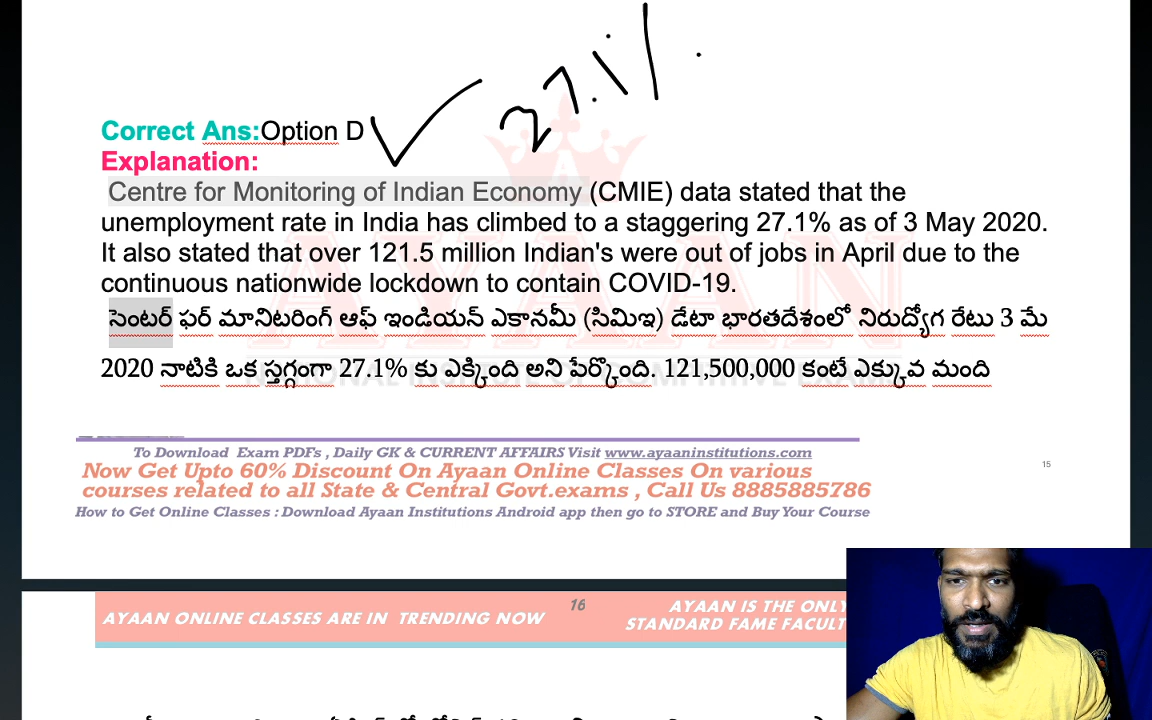 27.1%.
Correct Ans:Option D
Explanation:
Centre for Monitoring of Indian Economy (CMIE) data stated that the
unemployment rate in India has climbed to a staggering 27.1% as of 3 May 2020.
It also stated that over 121.5 million Indian's were out of jobs in April due to the
continuous nationwide lockdown to contain COVID-19.
సెంటర్ ఫర్ మానిటరింగ్ ఆఫ్ ఇండియన్ ఎకానమీ (సిమిఇ) డేటా భారతదేశంలో నిరుద్యోగ రేటు 3 మే
2020 నాటికి ఒక స్తగ్గంగా 27.1% కు ఎక్కింది అని పేర్కొంది. 121,500,000 కంటే ఎక్కువ మంది
AYAAN
NATIONAL INSTITUTE OF COMPETITIVE EXAMS
To Download Exam PDFs , Daily GK & CURRENT AFFAIRS Visit www.ayaaninstitutions.com
Now Get Upto 60% Discount On Ayaan Online Classes On various
courses related to all State & Central Govt.exams , Call Us 8885885786
How to Get Online Classes : Download Ayaan Institutions Android app then go to STORE and Buy Your Course
15
16
AYAAN ONLINE CLASSES ARE IN TRENDING NOW
AYAAN IS THE ONLY
STANDARD FAME FACULT